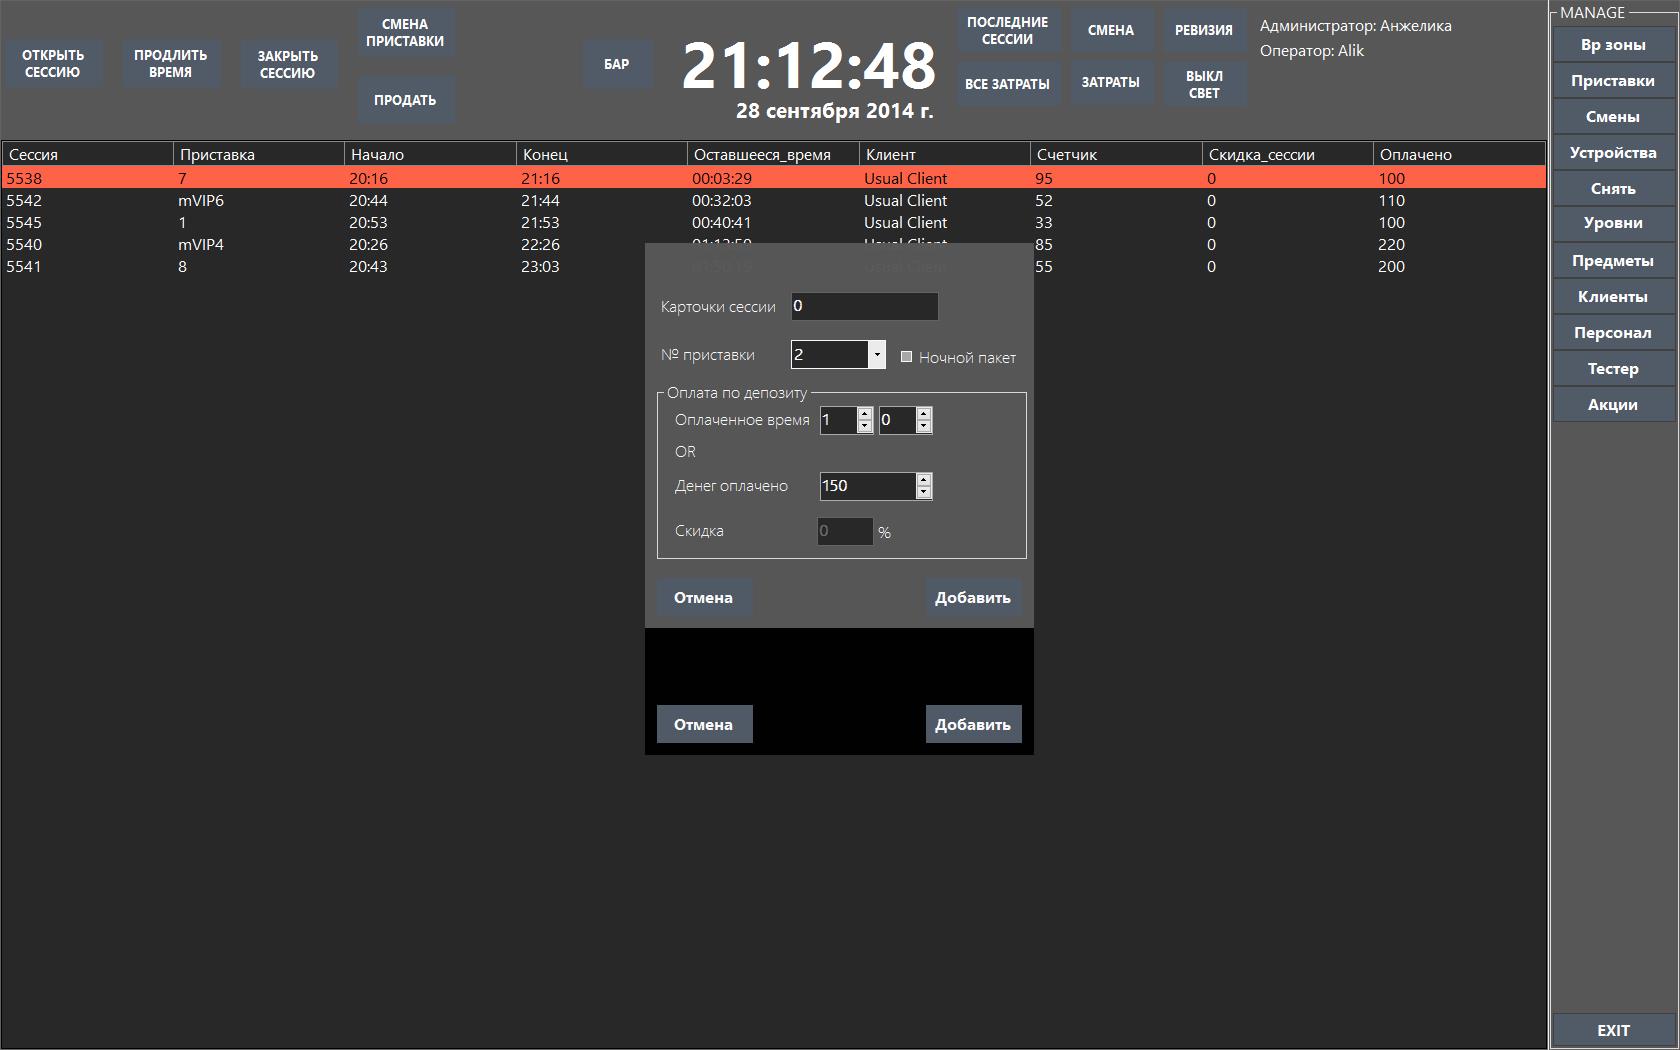 ОТКРЫТЬ
СЕССИЮ
ПРОДЛИТЬ
ВРЕМЯ
ЗАКРЫТЬ
СЕССИЮ
СМЕНА
ПРИСТАВКИ
ПРОДАТЬ
БАР
21:12:48
28 сентября 2014 г.
ПОСЛЕДНИЕ
СЕССИИ
СМЕНА
РЕВИЗИЯ
ВСЕ ЗАТРАТЫ
ЗАТРАТЫ
ВЫКЛ
СВЕТ
Администратор: Анжелика
Оператор: Alik
Сессия Приставка Начало Конец Оставшееся_время Клиент Счетчик Скидка_сессии Оплачено
5538 7 20:16 21:16 00:03:29 Usual Client 95 0 100
5542 mVIP6 20:44 21:44 00:32:03 Usual Client 52 0 110
5545 1 20:53 21:53 00:40:41 Usual Client 33 0 100
5540 mVIP4 20:26 22:26 Usual Client 85 0 220
5541 8 20:43 23:03 55 0 200
Карточки сессии 0
№ приставки 2 Ночной пакет
Оплата по депозиту
Оплаченное время 1 0
OR
Денег оплачено 150
Скидка 0 %
Отмена Добавить
Отмена Добавить
MANAGE
Вр зоны
Приставки
Смены
Устройства
Снять
Уровни
Предметы
Клиенты
Персонал
Тестер
Акции
EXIT